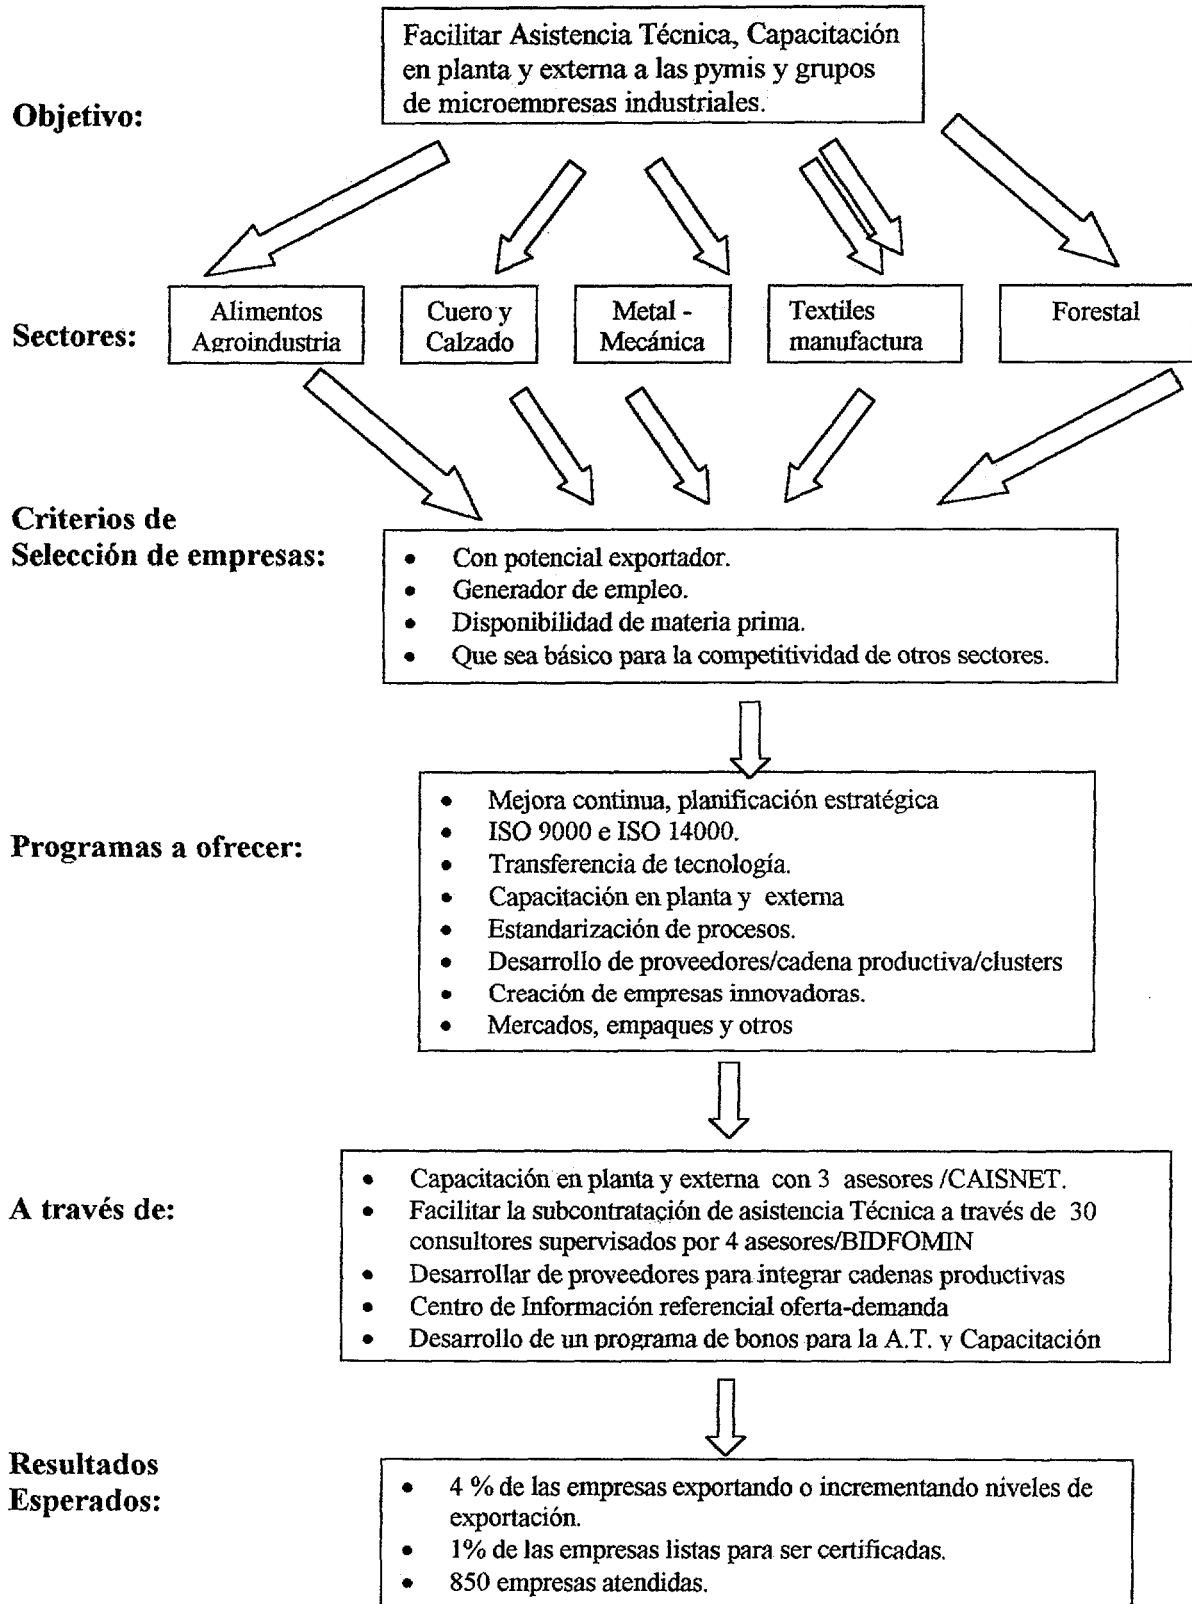 Facilitar Asistencia Técnica, Capacitación
en planta y externa a las pymis y grupos
de microempresas industriales.
Objetivo:
Sectores:
Alimentos
Agroindustria
Cuero y
Calzado
Metal -
Mecánica
Textiles
manufactura
Forestal
Criterios de
Selección de empresas:
• Con potencial exportador.
• Generador de empleo.
• Disponibilidad de materia prima.
• Que sea básico para la competitividad de otros sectores.
Programas a ofrecer:
• Mejora continua, planificación estratégica
• ISO 9000 e ISO 14000.
• Transferencia de tecnología.
• Capacitación en planta y externa
• Estandarización de procesos.
• Desarrollo de proveedores/cadena productiva/clusters
• Creación de empresas innovadoras.
• Mercados, empaques y otros
A través de:
• Capacitación en planta y externa con 3 asesores /CAISNET.
• Facilitar la subcontratación de asistencia Técnica a través de 30
consultores supervisados por 4 asesores/BIDFOMIN
• Desarrollar de proveedores para integrar cadenas productivas
• Centro de Información referencial oferta-demanda
• Desarrollo de un programa de bonos para la A.T. y Capacitación
Resultados
Esperados:
• 4 % de las empresas exportando o incrementando niveles de
exportación.
• 1% de las empresas listas para ser certificadas.
• 850 empresas atendidas.